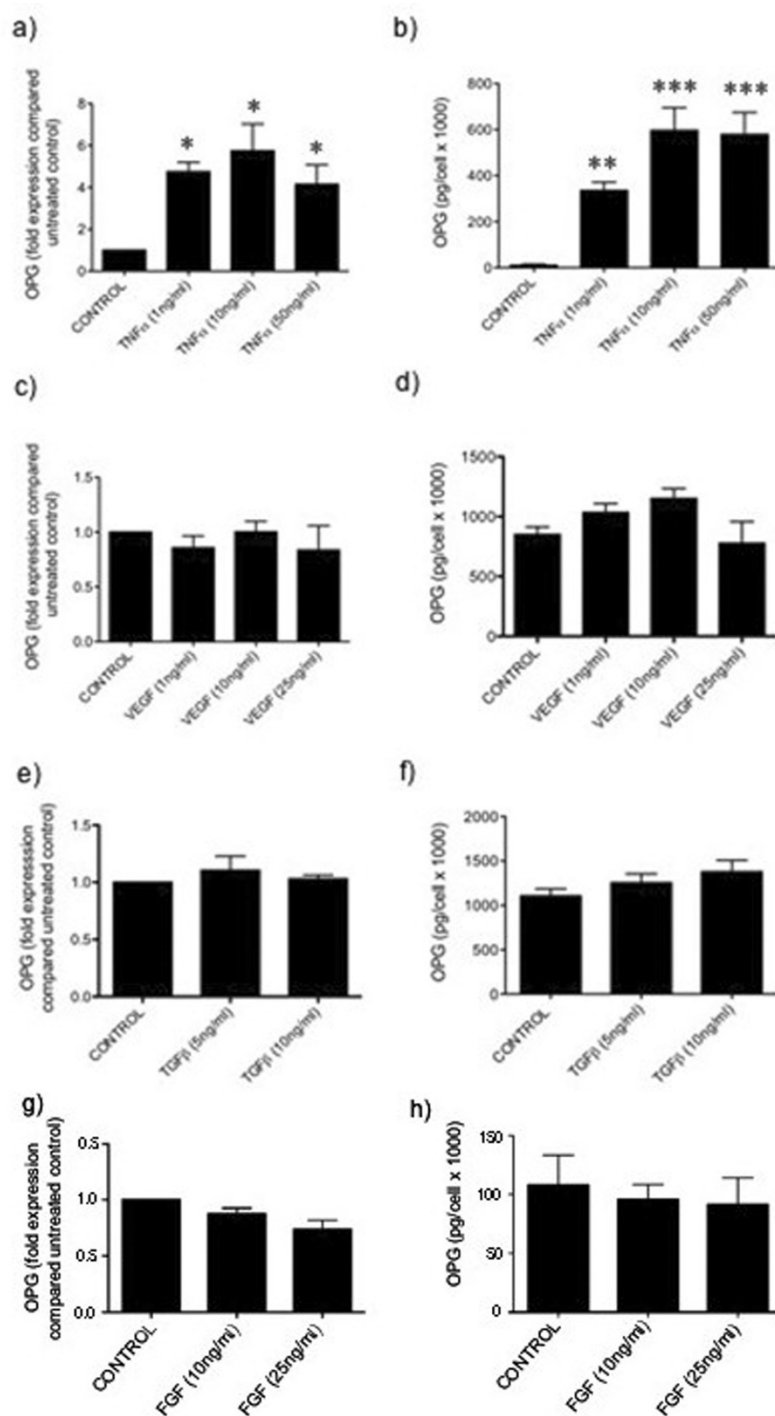 a)
OPG (fold expression compared
untreated control)
8
6
4
2
0
*
*
*
CONTROL
TNFα (1ng/ml)
TNFα (10ng/ml)
TNFα (50ng/ml)
b)
OPG (pg/cell x 1000)
800
600
400
200
0
**
***
***
CONTROL
TNFα (1ng/ml)
TNFα (10ng/ml)
TNFα (50ng/ml)
c)
OPG (fold expression compared
untreated control)
1.5
1.0
0.5
0.0
CONTROL
VEGF (1ng/ml)
VEGF (10ng/ml)
VEGF (25ng/ml)
d)
OPG (pg/cell x 1000)
1500
1000
500
0
CONTROL
VEGF (1ng/ml)
VEGF (10ng/ml)
VEGF (25ng/ml)
e)
OPG (fold expresssion
compared untreated control)
1.5
1.0
0.5
0.0
CONTROL
TGFβ (5ng/ml)
TGFβ (10ng/ml)
f)
OPG (pg/cell x 1000)
2000
1500
1000
500
0
CONTROL
TGFβ (5ng/ml)
TGFβ (10ng/ml)
g)
OPG (fold expression
compared untreated control)
0.5
1.0
0.5
0.0
CONTROL
FGF (10ng/ml)
FGF (25ng/ml)
h)
OPG (pg/cell x 1000)
150
100
50
0
CONTROL
FGF (10ng/ml)
FGF (25ng/ml)